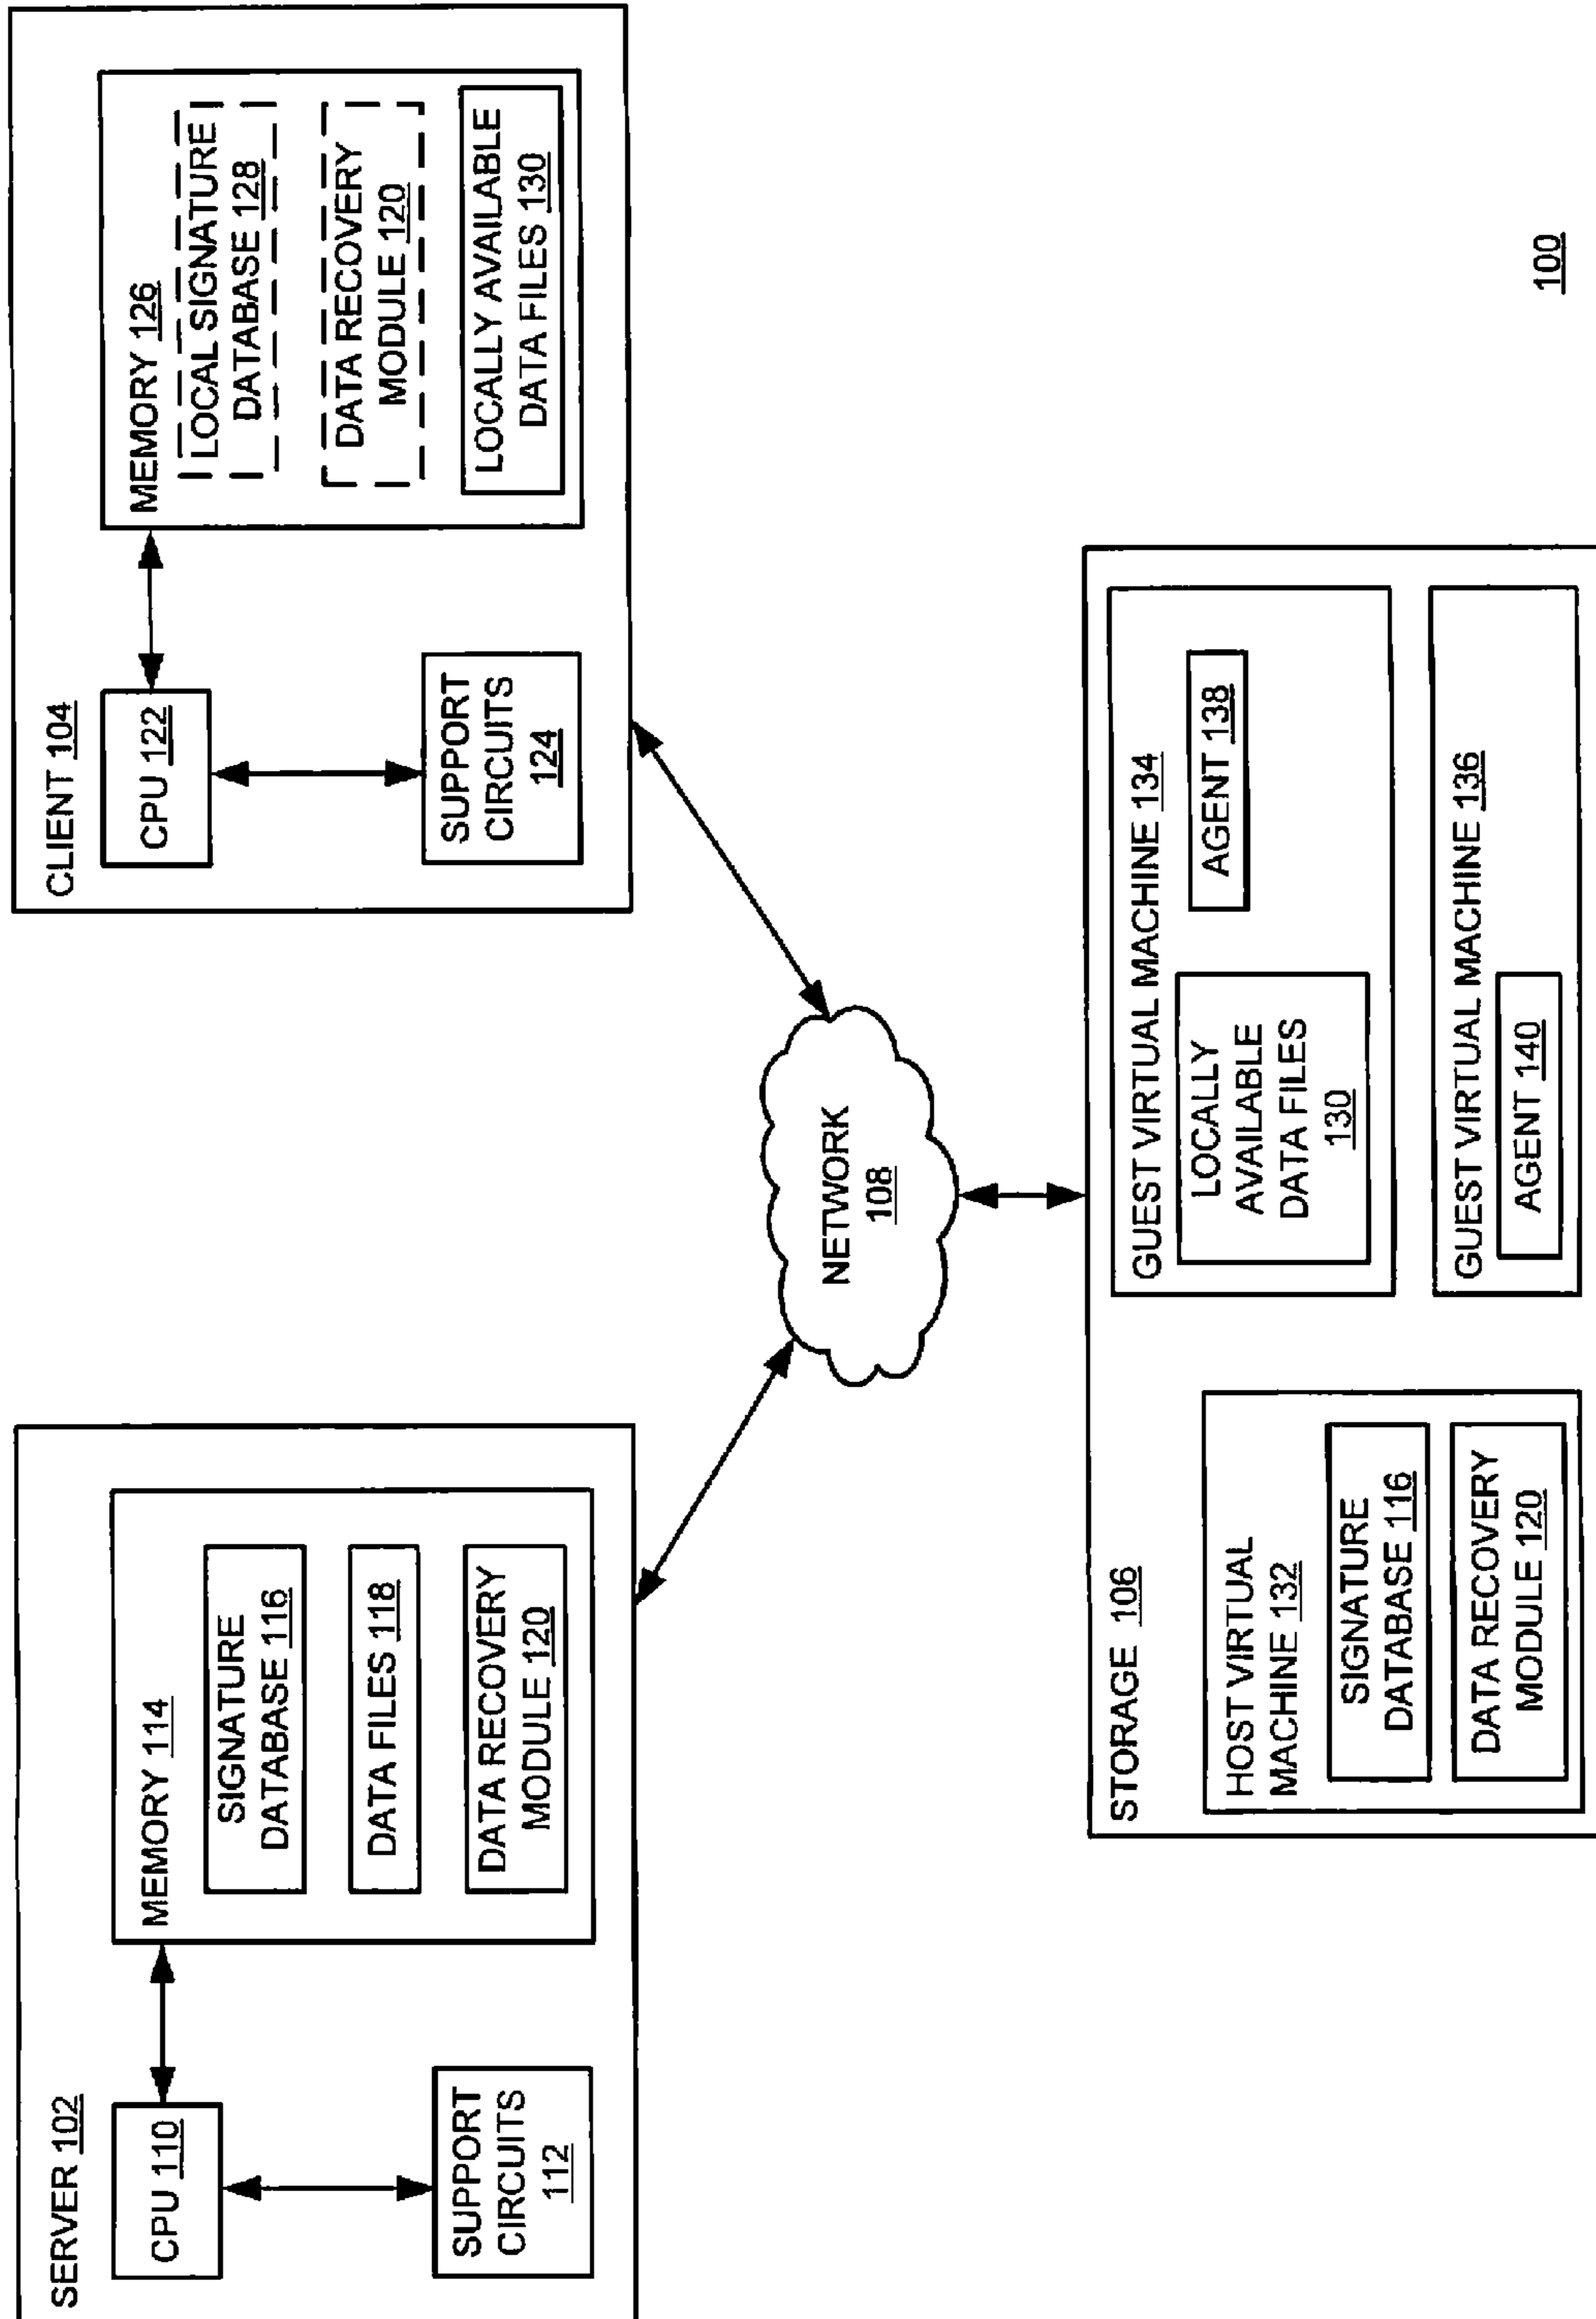 SERVER 102
CPU 110
SUPPORT
CIRCUITS
112
MEMORY 114
SIGNATURE
DATABASE 116
DATA FILES 118
DATA RECOVERY
MODULE 120
CLIENT 104
CPU 122
SUPPORT
CIRCUITS
124
MEMORY 126
LOCAL SIGNATURE
DATABASE 128
DATA RECOVERY
MODULE 120
LOCALLY AVAILABLE
DATA FILES 130
NETWORK
108
STORAGE 106
HOST VIRTUAL
MACHINE 132
SIGNATURE
DATABASE 116
DATA RECOVERY
MODULE 120
GUEST VIRTUAL MACHINE 134
LOCALLY
AVAILABLE
DATA FILES
130
AGENT 138
GUEST VIRTUAL MACHINE 136
AGENT 140
100